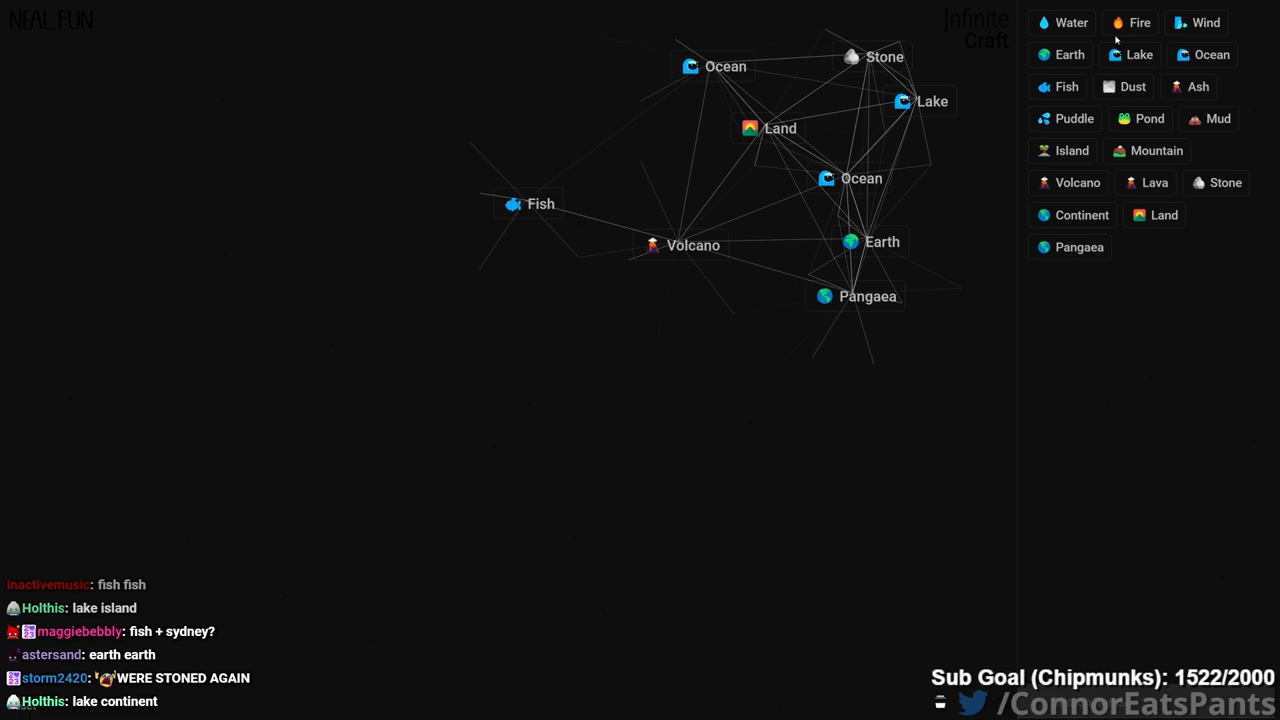 NEAL.FUN
Infinite
Craft
Ocean
Stone
Lake
Land
Ocean
Fish
Volcano
Earth
Pangaea
Water Fire Wind
Earth Lake Ocean
Fish Dust Ash
Puddle Pond Mud
Island Mountain
Volcano Lava Stone
Continent Land
Pangaea
inactivemusic: fish fish
Holthis: lake island
maggiebebbly: fish + sydney?
astersand: earth earth
storm2420: WERE STONED AGAIN
Holthis: lake continent
Sub Goal (Chipmunks): 1522/2000
/ConnorEatsPants